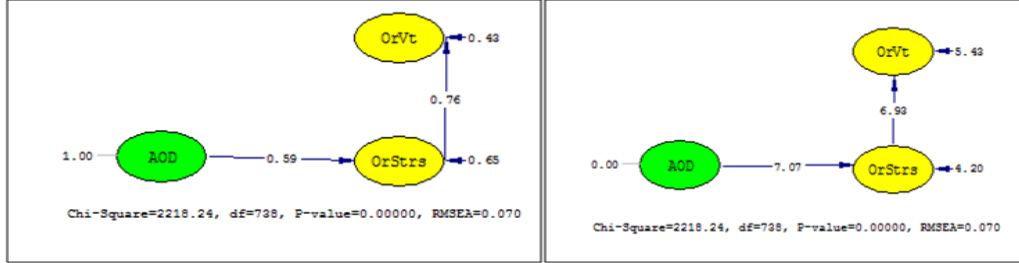 OrVt
0.43
0.76
1.00
AOD
0.59
OrStrs
0.65
Chi-Square=2218.24, df=738, P-value=0.00000, RMSEA=0.070
OrVt
5.43
6.93
0.00
AOD
7.07
OrStrs
4.20
Chi-Square=2218.24, df=738, P-value=0.00000, RMSEA=0.070